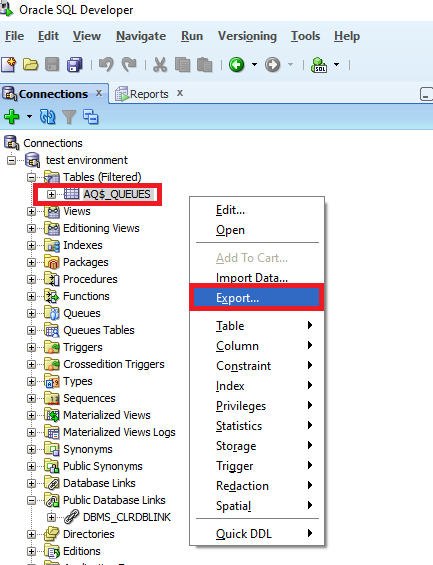 Oracle SQL Developer
File Edit View Navigate Run Versioning Tools Help
SQL
Connections x Reports x
Connections
test environment
Tables (Filtered)
AQ$_QUEUES
Views
Editioning Views
Indexes
Packages
Procedures
Functions
Queues
Queues Tables
Triggers
Crossedition Triggers
Types
Sequences
Materialized Views
Materialized Views Logs
Synonyms
Public Synonyms
Database Links
Public Database Links
DBMS_CLRDBLINK
Directories
Editions
Edit...
Open
Add To Cart...
Import Data...
Export...
Table
Column
Constraint
Index
Privileges
Statistics
Storage
Trigger
Redaction
Spatial
Quick DDL